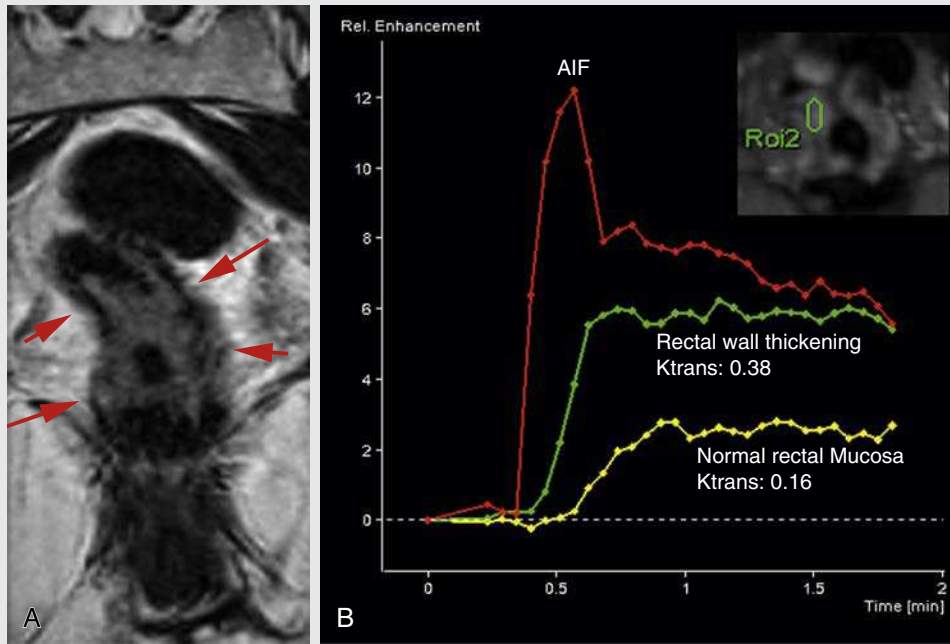 Rel. Enhancement
AIF
12
10
8
6
4
2
0
Roi2
Rectal wall thickening
Ktrans: 0.38
Normal rectal Mucosa
Ktrans: 0.16
0 0.5 1 1.5 2
Time [min]
A
B